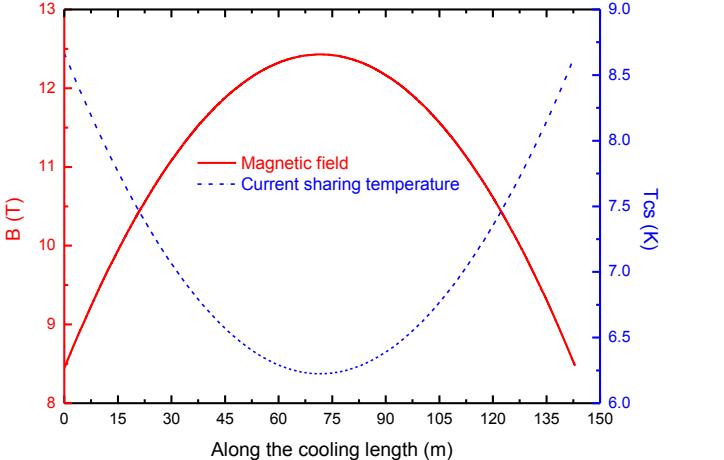 13
12
11
10
9
8
B (T)
9.0
8.5
8.0
7.5
7.0
6.5
6.0
Tcs (K)
Magnetic field
Current sharing temperature
0 15 30 45 60 75 90 105 120 135 150
Along the cooling length (m)